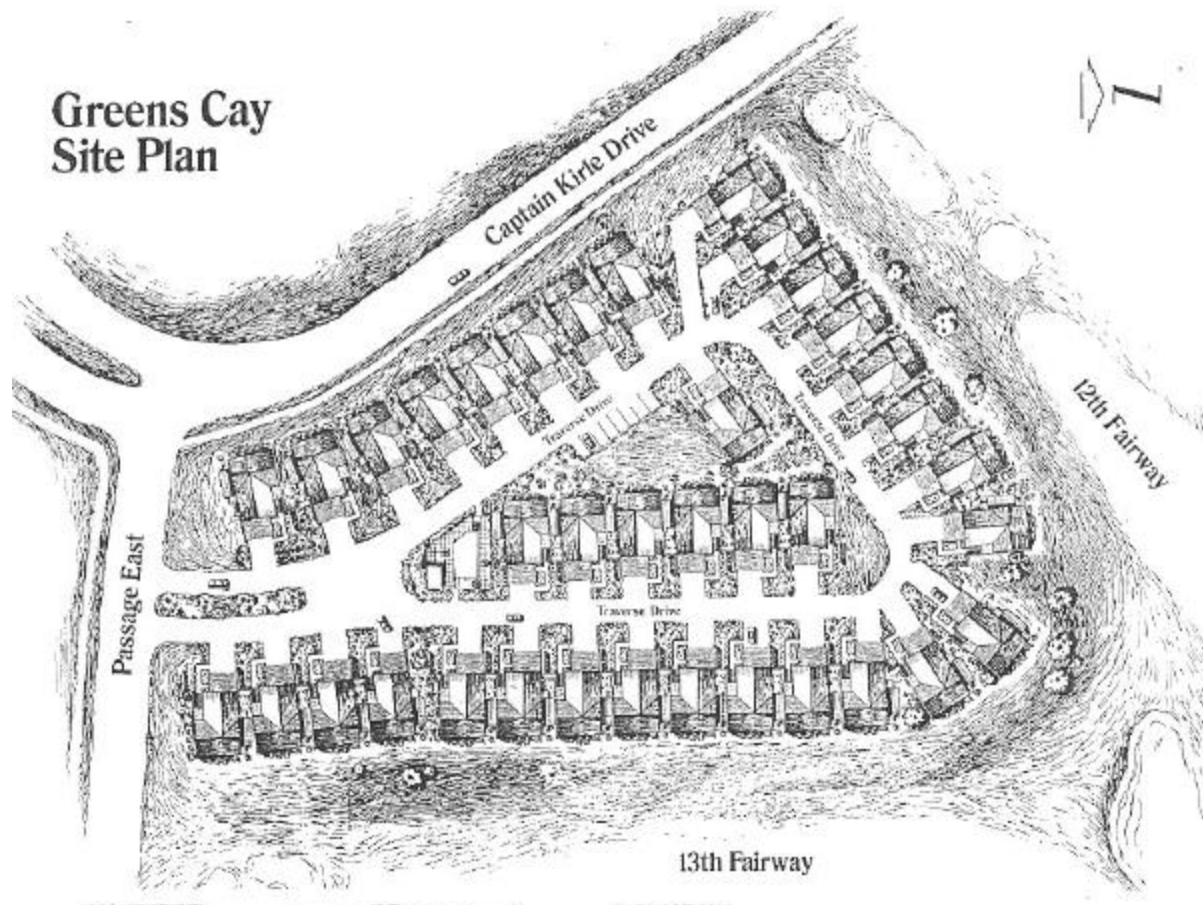 Greens Cay
Site Plan
Captain Kirle Drive
N
12th Fairway
Traverse Drive
Traverse Drive
Traverse Drive
Passage East
13th Fairway